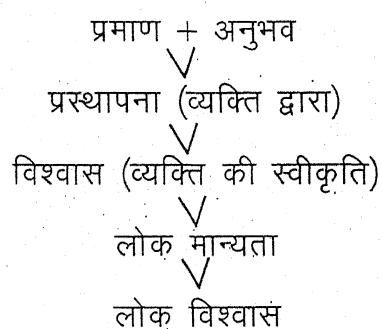 प्रमाण + अनुभव
प्रस्थापना (व्यक्ति द्वारा)
विश्वास (व्यक्ति की स्वीकृति)
लोक मान्यता
लोक विश्वास